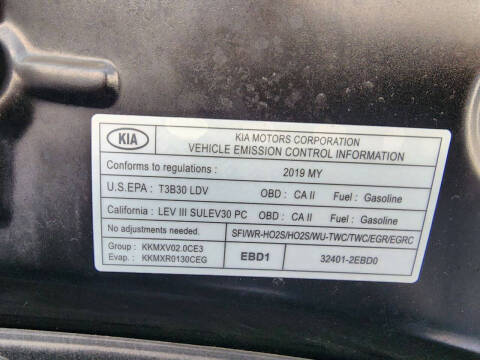 KIA
KIA MOTORS CORPORATION
VEHICLE EMISSION CONTROL INFORMATION
Conforms to regulations : 2019 MY
U.S.EPA : T3B30 LDV OBD : CA II Fuel : Gasoline
California : LEV III SULEV30 PC OBD : CA II Fuel : Gasoline
No adjustments needed. SFI/WR-HO2S/HO2S/WU-TWC/TWC/EGR/EGRC
Group : KKMXV02.0CE3
Evap. : KKMXR0130CEG EBD1 32401-2EBD0